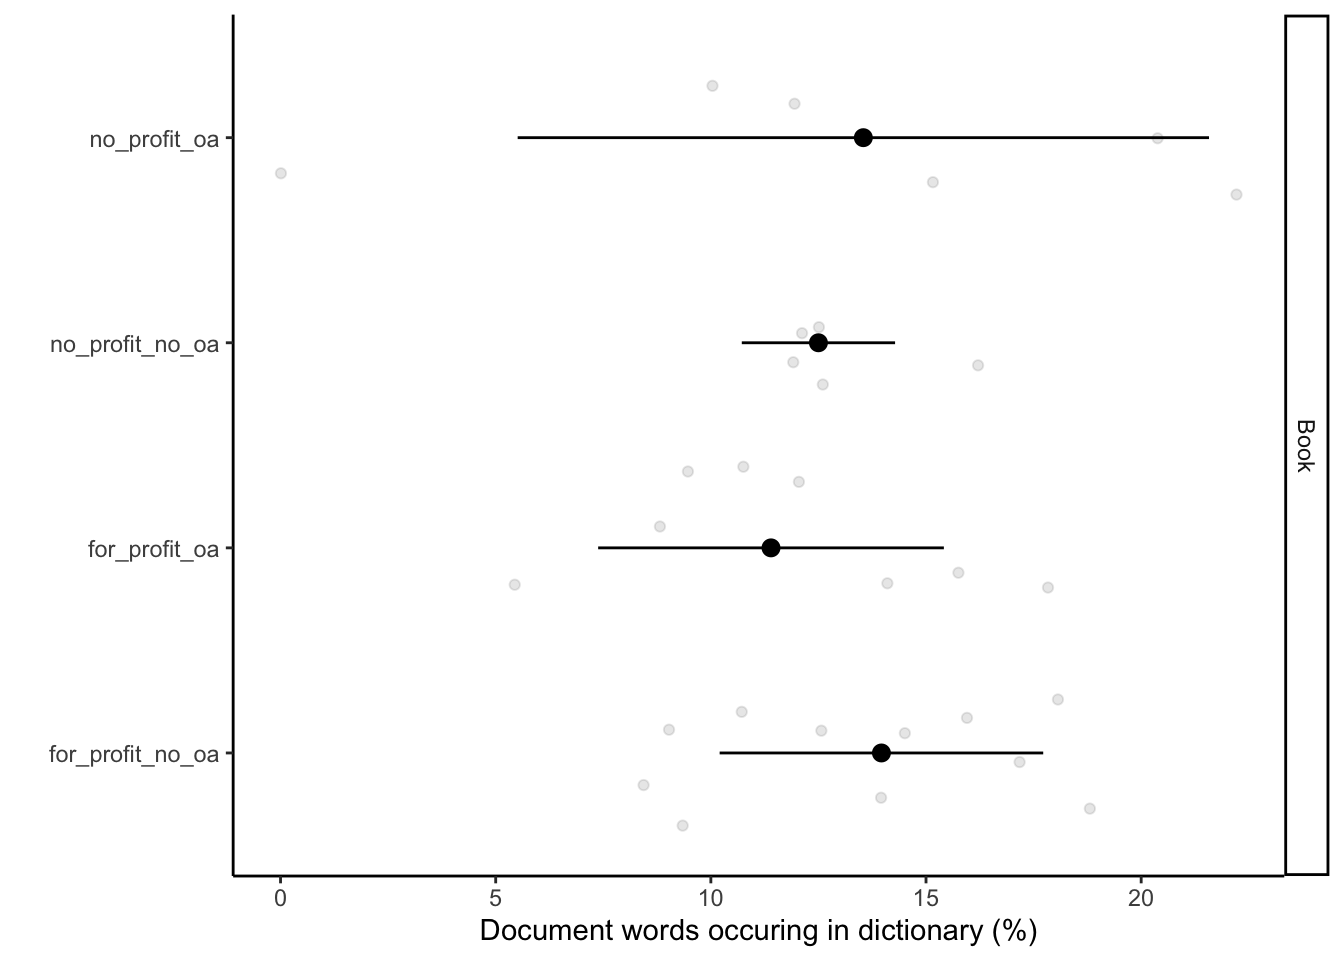 no_profit_oa
no_profit_no_oa
for_profit_oa
for_profit_no_oa
Book
0 5 10 15 20
Document words occuring in dictionary (%)